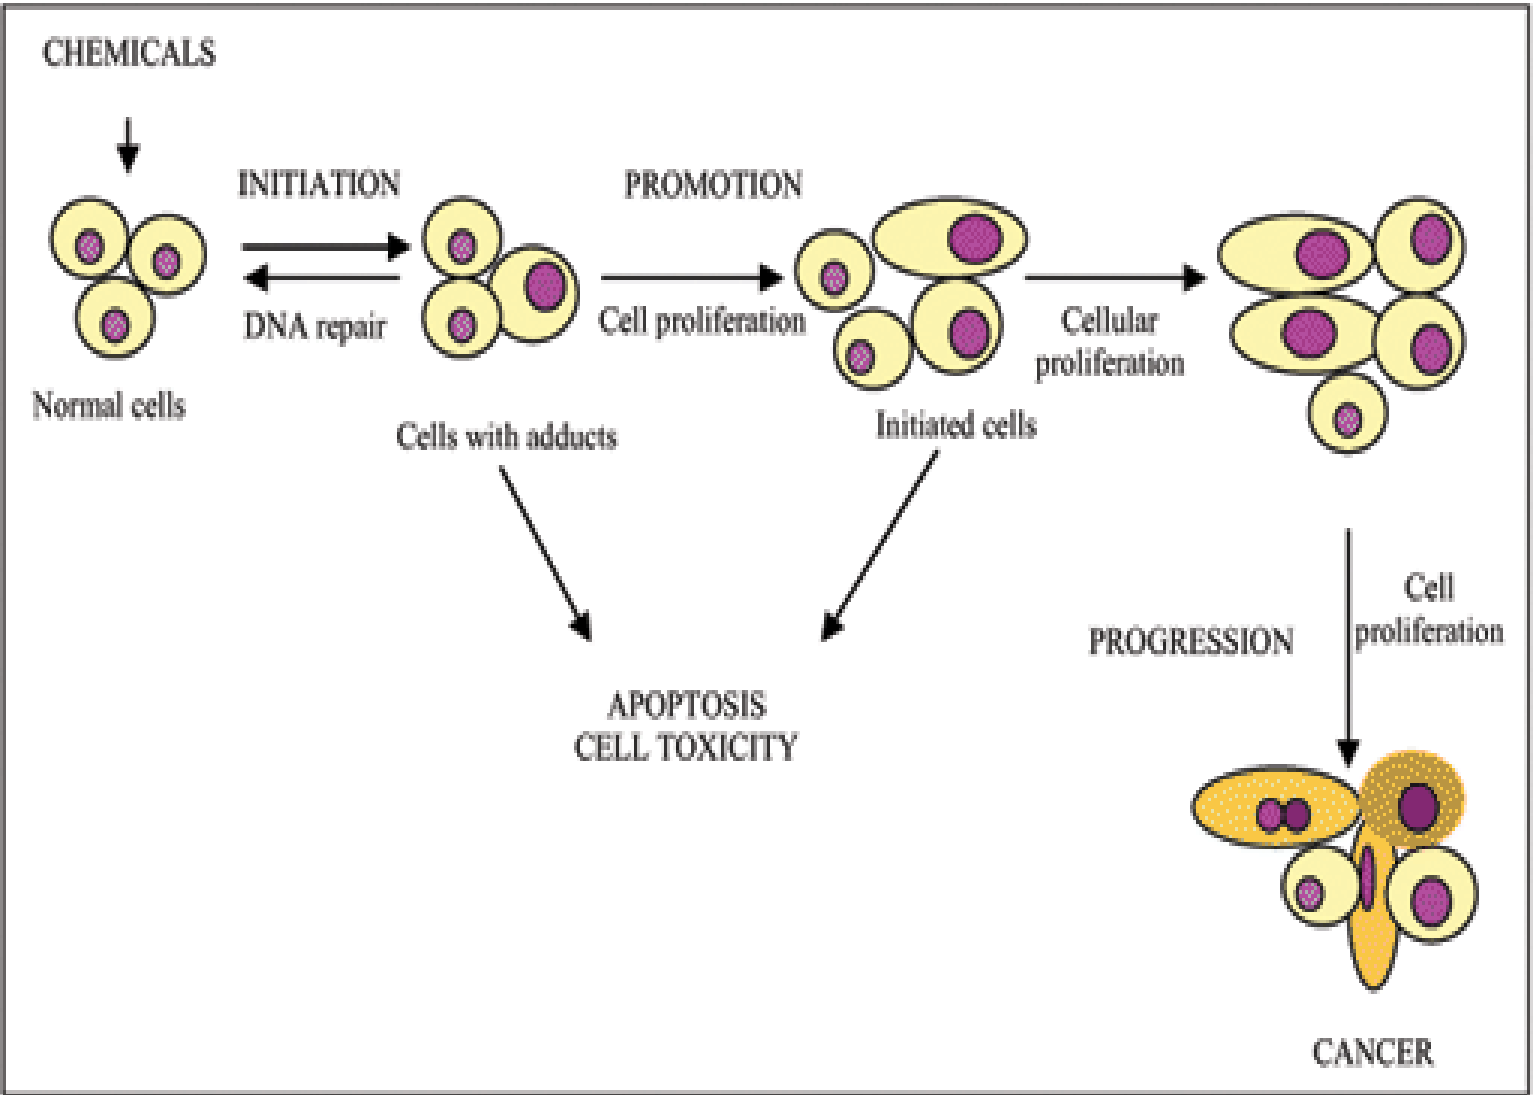 CHEMICALS
INITIATION
PROMOTION
DNA repair
Cell proliferation
Cellular
proliferation
Normal cells
Cells with adducts
Initiated cells
APOPTOSIS
CELL TOXICITY
PROGRESSION
Cell
proliferation
CANCER